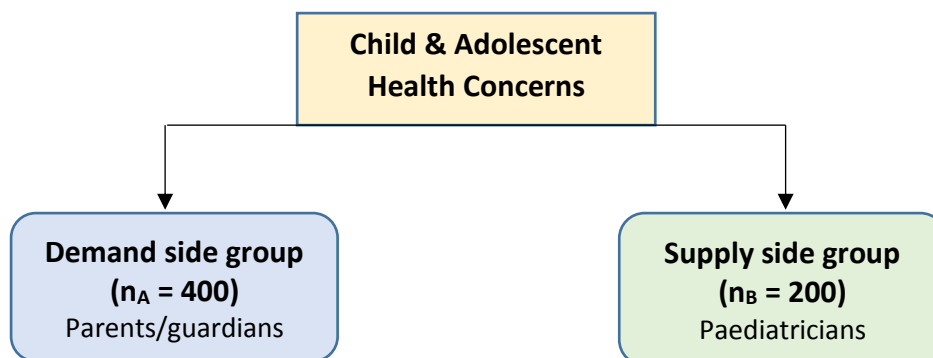 Child & Adolescent
Health Concerns
Demand side group
(nA = 400)
Parents/guardians
Supply side group
(nB = 200)
Paediatricians